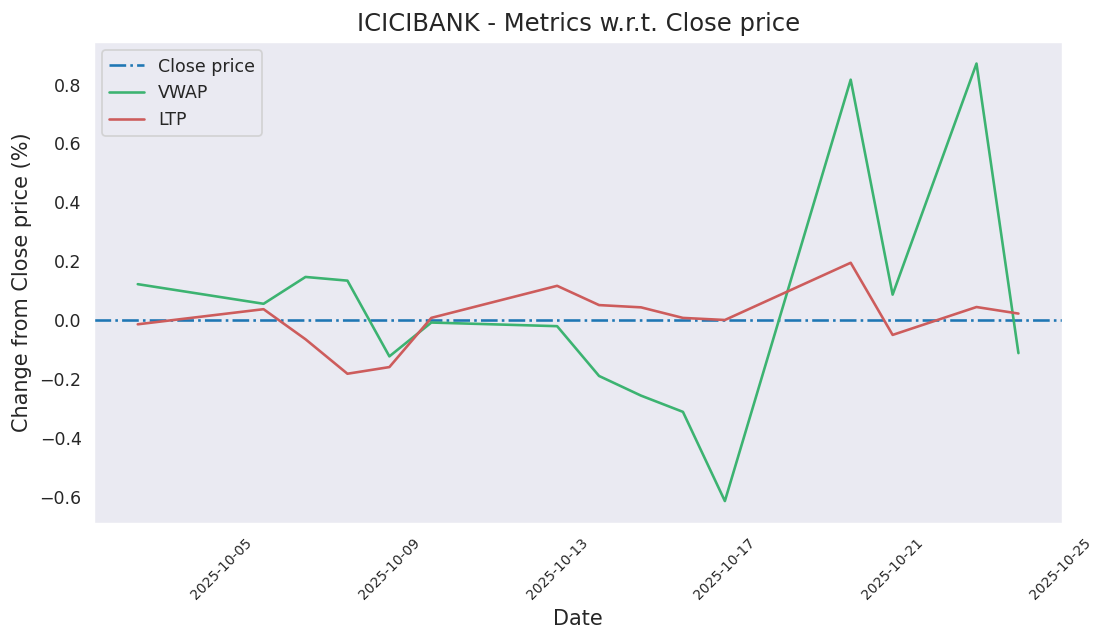 ICICIBANK - Metrics w.r.t. Close price
Close price
VWAP
LTP
Change from Close price (%)
0.8
0.6
0.4
0.2
0.0
−0.2
−0.4
−0.6
2025-10-05
2025-10-09
2025-10-13
2025-10-17
2025-10-21
2025-10-25
Date